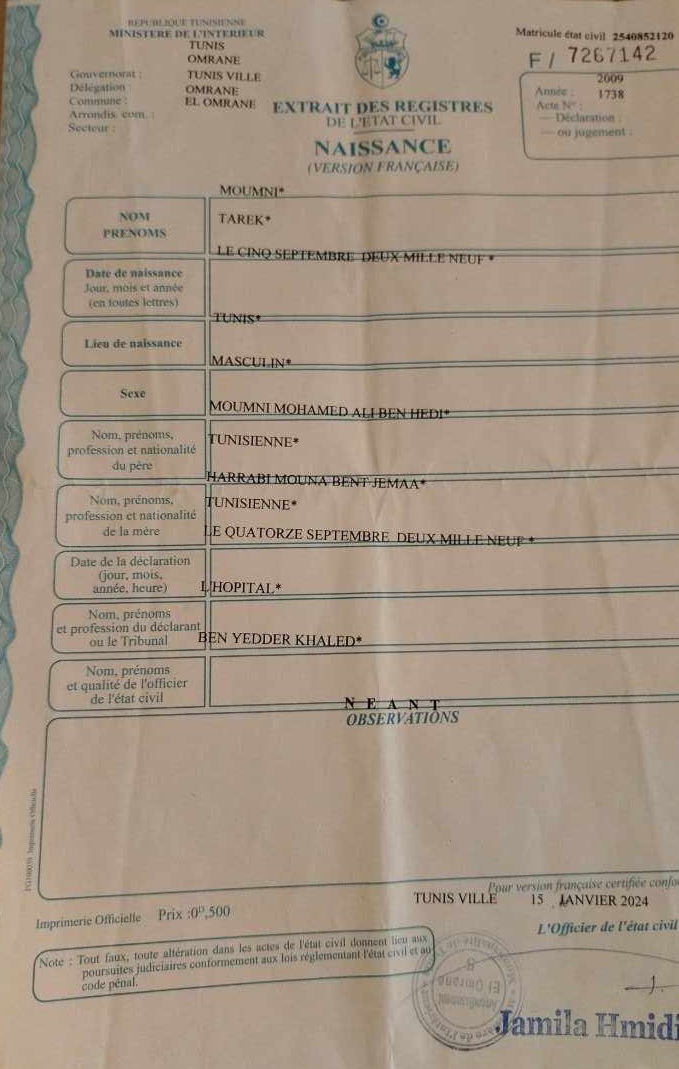 REPUBLIQUE TUNISIENNE
MINISTERE DE L'INTERIEUR
TUNIS
OMRANE
Gouvernorat : TUNIS VILLE
Délégation : OMRANE
Commune : EL OMRANE
Arrondis. com. :
Secteur :
Matricule état civil 2540852120
F / 7267142
2009
Année : 1738
Acte N° :
— Déclaration :
— ou jugement :
EXTRAIT DES REGISTRES
DE L'ÉTAT CIVIL
NAISSANCE
(VERSION FRANÇAISE)
MOUMNI*
NOM
PRENOMS
TAREK*
LE CINQ SEPTEMBRE DEUX MILLE NEUF *
Date de naissance
Jour, mois et année
(en toutes lettres)
TUNIS*
Lieu de naissance
MASCULIN*
Sexe
MOUMNI MOHAMED ALI BEN HEDI*
Nom, prénoms,
profession et nationalité
du père
TUNISIENNE*
HARRABI MOUNA BENT JEMAA*
Nom, prénoms,
profession et nationalité
de la mère
TUNISIENNE*
LE QUATORZE SEPTEMBRE DEUX MILLE NEUF *
Date de la déclaration
(jour, mois,
année, heure)
L'HOPITAL*
Nom, prénoms
et profession du déclarant
ou le Tribunal
BEN YEDDER KHALED*
Nom, prénoms
et qualité de l'officier
de l'état civil
N E A N T
OBSERVATIONS
Imprimerie Officielle
Pour version française certifiée confo
TUNIS VILLE 15 JANVIER 2024
Imprimerie Officielle Prix :0ᴰ,500
L'Officier de l'état civil
Note : Tout faux, toute altération dans les actes de l'état civil donnent lieu aux
poursuites judiciaires conformement aux lois réglementant l'état civil et au
code pénal.
El Omrane
Jamila Hmidi